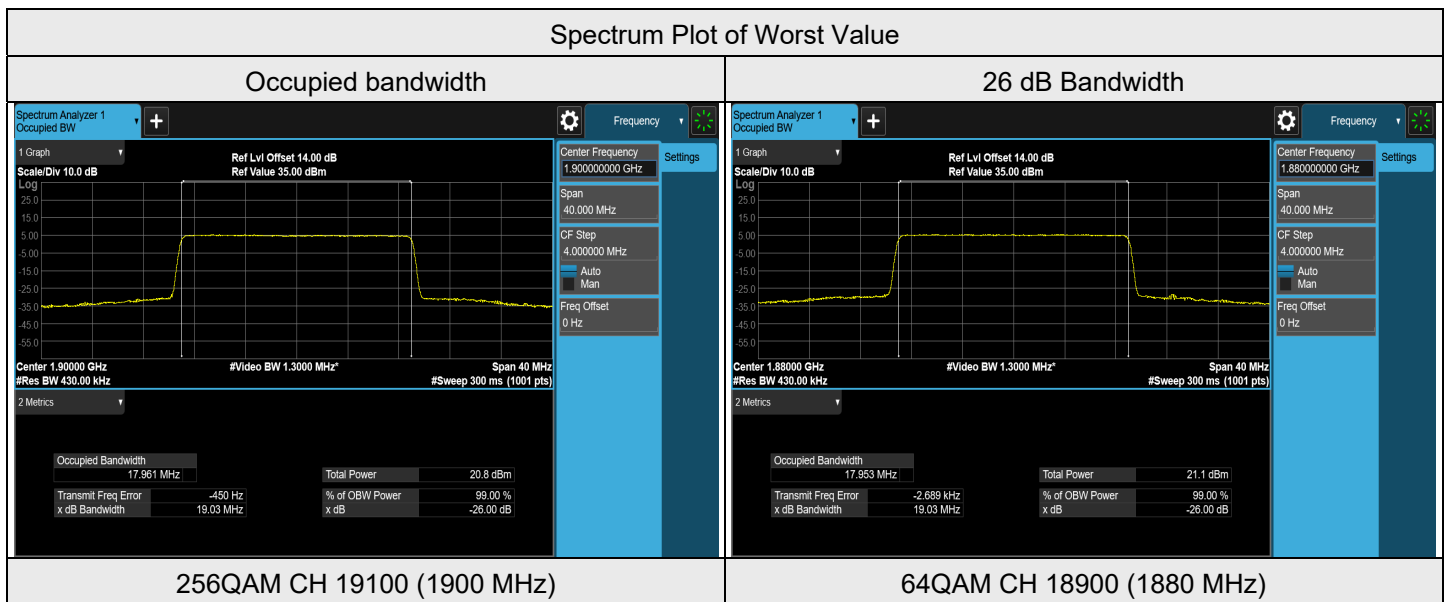 Spectrum Plot of Worst Value
Occupied bandwidth
26 dB Bandwidth
Spectrum Analyzer 1
Occupied BW
+
Frequency
1 Graph
Ref Lvl Offset 14.00 dB
Scale/Div 10.0 dB
Ref Value 35.00 dBm
Log
25.0
15.0
5.00
-5.00
-15.0
-25.0
-35.0
-45.0
-55.0
Center 1.90000 GHz
#Video BW 1.3000 MHz*
Span 40 MHz
#Res BW 430.00 kHz
#Sweep 300 ms (1001 pts)
Center Frequency
1.900000000 GHz
Settings
Span
40.000 MHz
CF Step
4.000000 MHz
Auto
Man
Freq Offset
0 Hz
2 Metrics
Occupied Bandwidth
17.961 MHz
Total Power 20.8 dBm
Transmit Freq Error -450 Hz
% of OBW Power 99.00 %
x dB Bandwidth 19.03 MHz
x dB -26.00 dB
Spectrum Analyzer 1
Occupied BW
+
Frequency
1 Graph
Ref Lvl Offset 14.00 dB
Scale/Div 10.0 dB
Ref Value 35.00 dBm
Log
25.0
15.0
5.00
-5.00
-15.0
-25.0
-35.0
-45.0
-55.0
Center 1.88000 GHz
#Video BW 1.3000 MHz*
Span 40 MHz
#Res BW 430.00 kHz
#Sweep 300 ms (1001 pts)
Center Frequency
1.880000000 GHz
Settings
Span
40.000 MHz
CF Step
4.000000 MHz
Auto
Man
Freq Offset
0 Hz
2 Metrics
Occupied Bandwidth
17.953 MHz
Total Power 21.1 dBm
Transmit Freq Error -2.689 kHz
% of OBW Power 99.00 %
x dB Bandwidth 19.03 MHz
x dB -26.00 dB
256QAM CH 19100 (1900 MHz)
64QAM CH 18900 (1880 MHz)